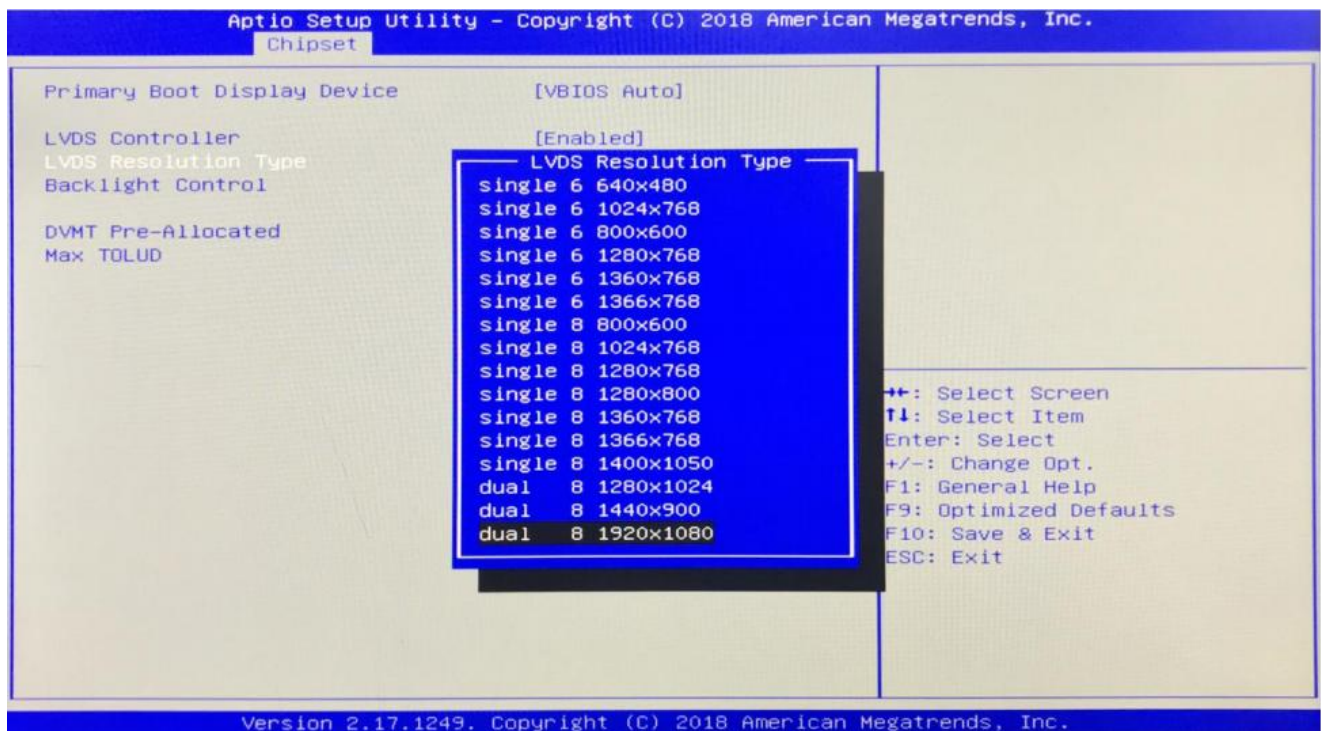 Aptio Setup Utility - Copyright (C) 2018 American Megatrends, Inc.
Chipset
Primary Boot Display Device [VBIOS Auto]
LVDS Controller [Enabled]
LVDS Resolution Type
Backlight Control
DVMT Pre-Allocated
Max TOLUD
LVDS Resolution Type
single 6 640x480
single 6 1024x768
single 6 800x600
single 6 1280x768
single 6 1360x768
single 6 1366x768
single 8 800x600
single 8 1024x768
single 8 1280x768
single 8 1280x800
single 8 1360x768
single 8 1366x768
single 8 1400x1050
dual 8 1280x1024
dual 8 1440x900
dual 8 1920x1080
→←: Select Screen
↑↓: Select Item
Enter: Select
+/-: Change Opt.
F1: General Help
F9: Optimized Defaults
F10: Save & Exit
ESC: Exit
Version 2.17.1249. Copyright (C) 2018 American Megatrends, Inc.